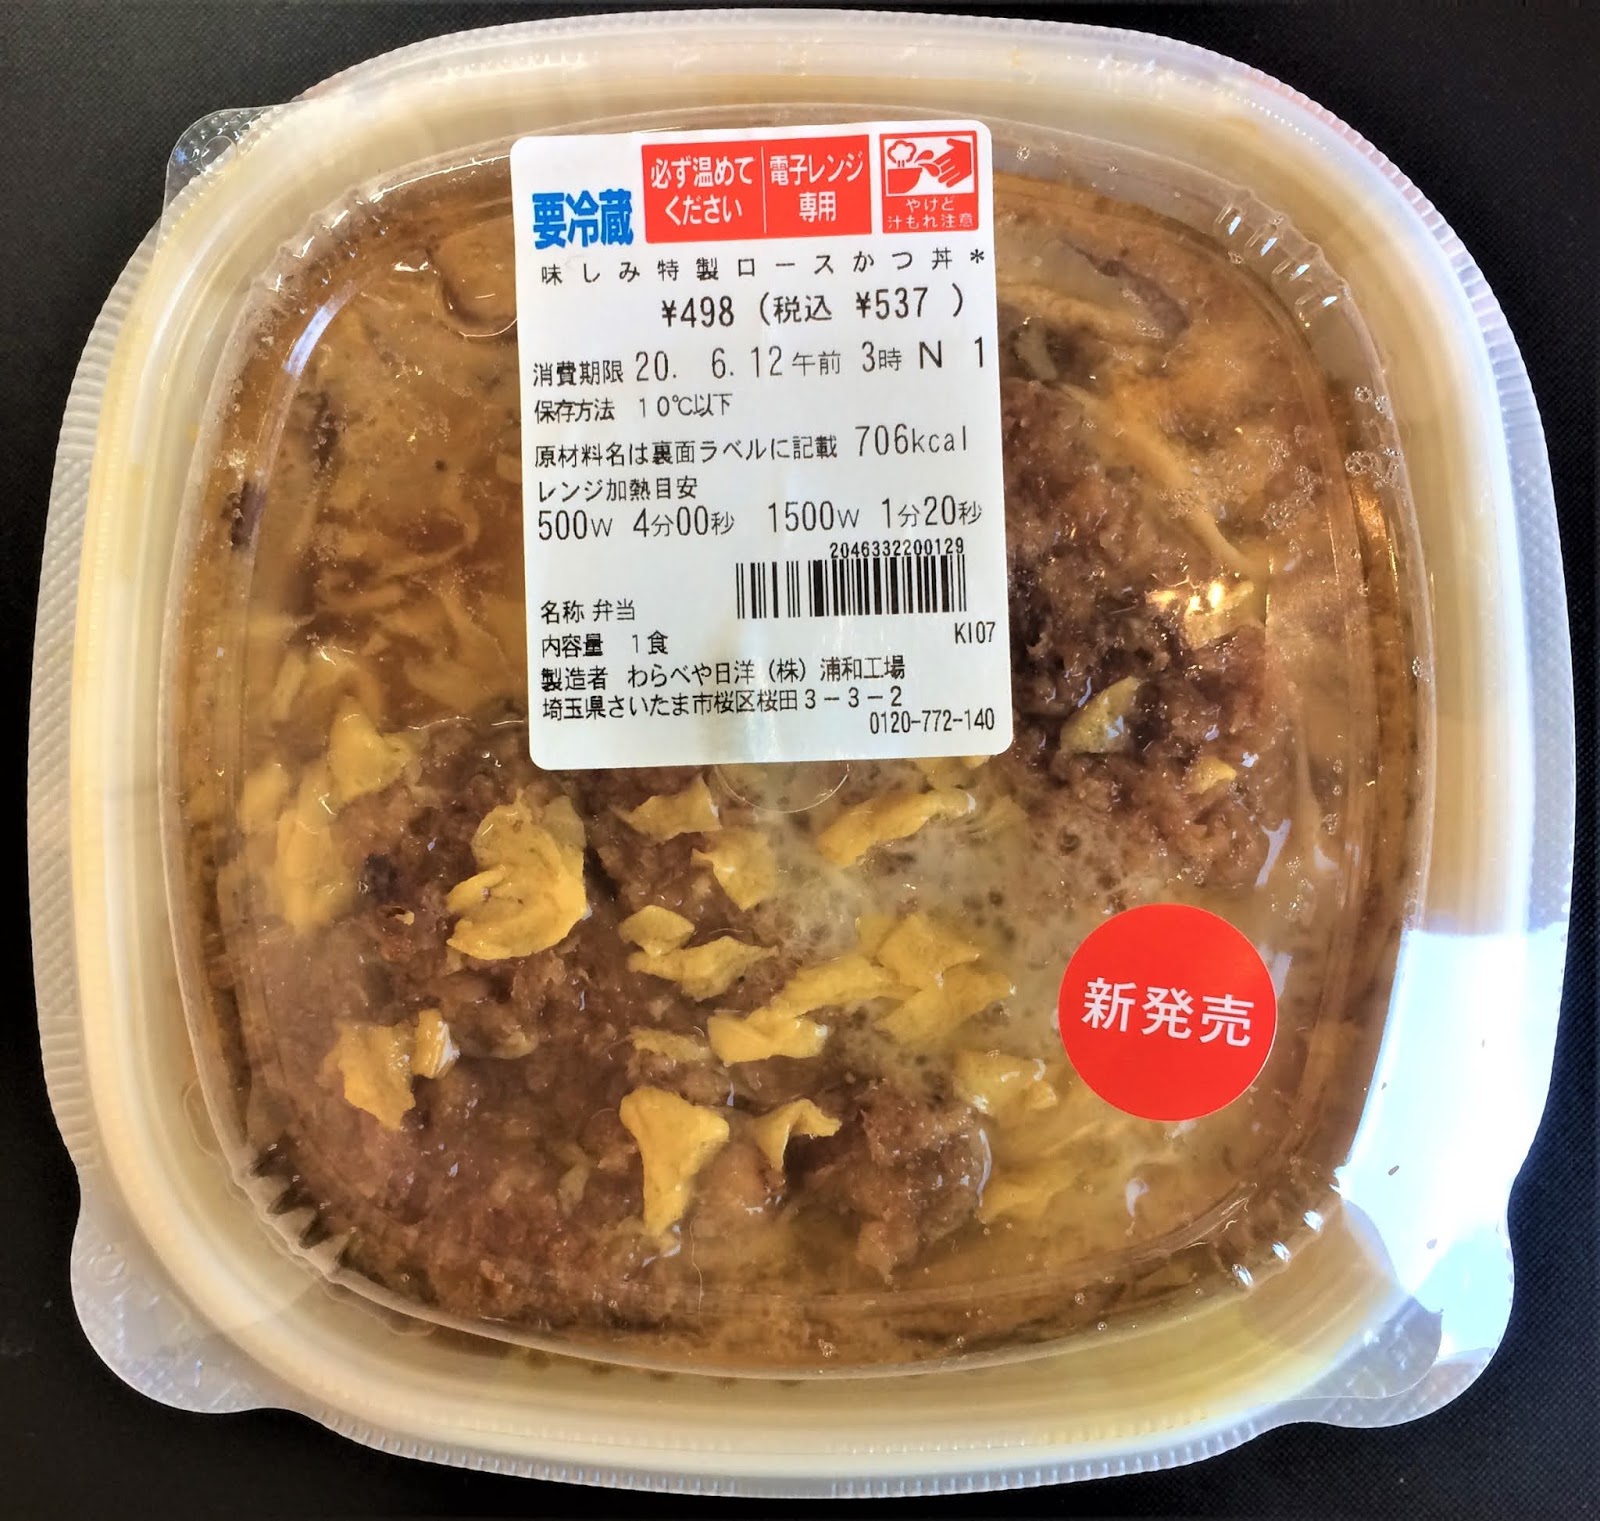 要冷蔵
必ず温めて
ください
電子レンジ
専用
やけど
汁もれ注意
味しみ特製ロースかつ丼*
¥498 (税込 ¥537 )
消費期限 20. 6. 12 午前 3時 N 1
保存方法 10℃以下
原材料名は裏面ラベルに記載 706kcal
レンジ加熱目安
500W 4分00秒 1500W 1分20秒
2046332200129
名称 弁当
内容量 1食
KI07
製造者 わらべや日洋(株)浦和工場
埼玉県さいたま市桜区桜田3-3-2
0120-772-140
新発売